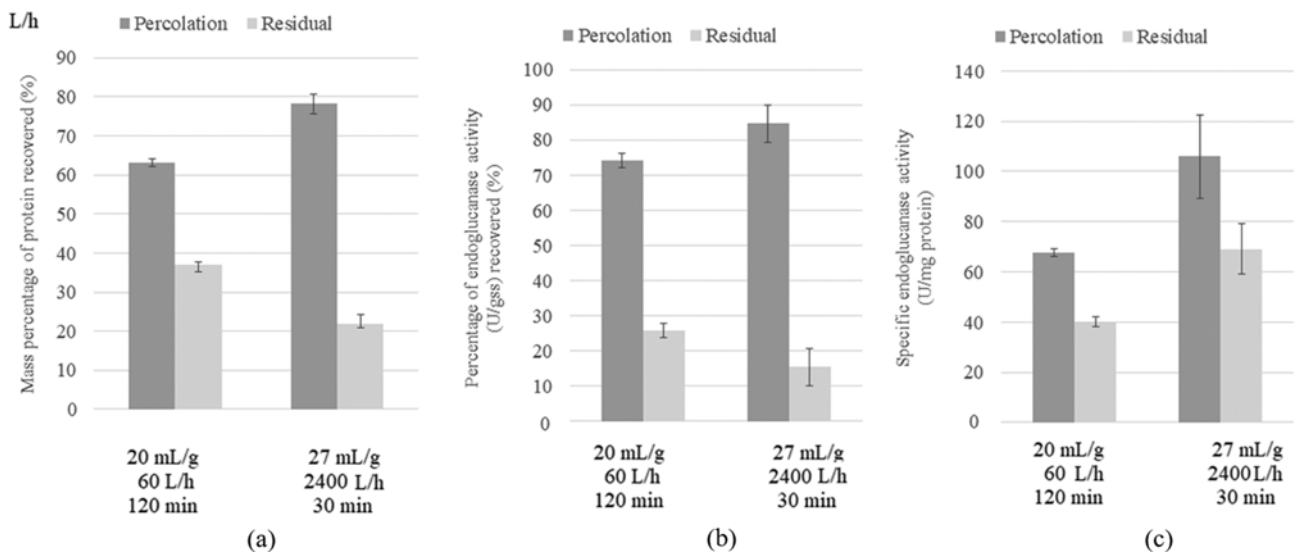 L/h
Percolation Residual
Mass percentage of protein recovered (%)
90
80
70
60
50
40
30
20
10
0
20 mL/g
60 L/h
120 min
27 mL/g
2400 L/h
30 min
(a)
Percolation Residual
Percentage of endoglucanase activity
(U/gss) recovered (%)
100
90
80
70
60
50
40
30
20
10
0
20 mL/g
60 L/h
120 min
27 mL/g
2400 L/h
30 min
(b)
Percolation Residual
Specific endoglucanase activity
(U/mg protein)
140
120
100
80
60
40
20
0
20 mL/g
60 L/h
120 min
27 mL/g
2400 L/h
30 min
(c)